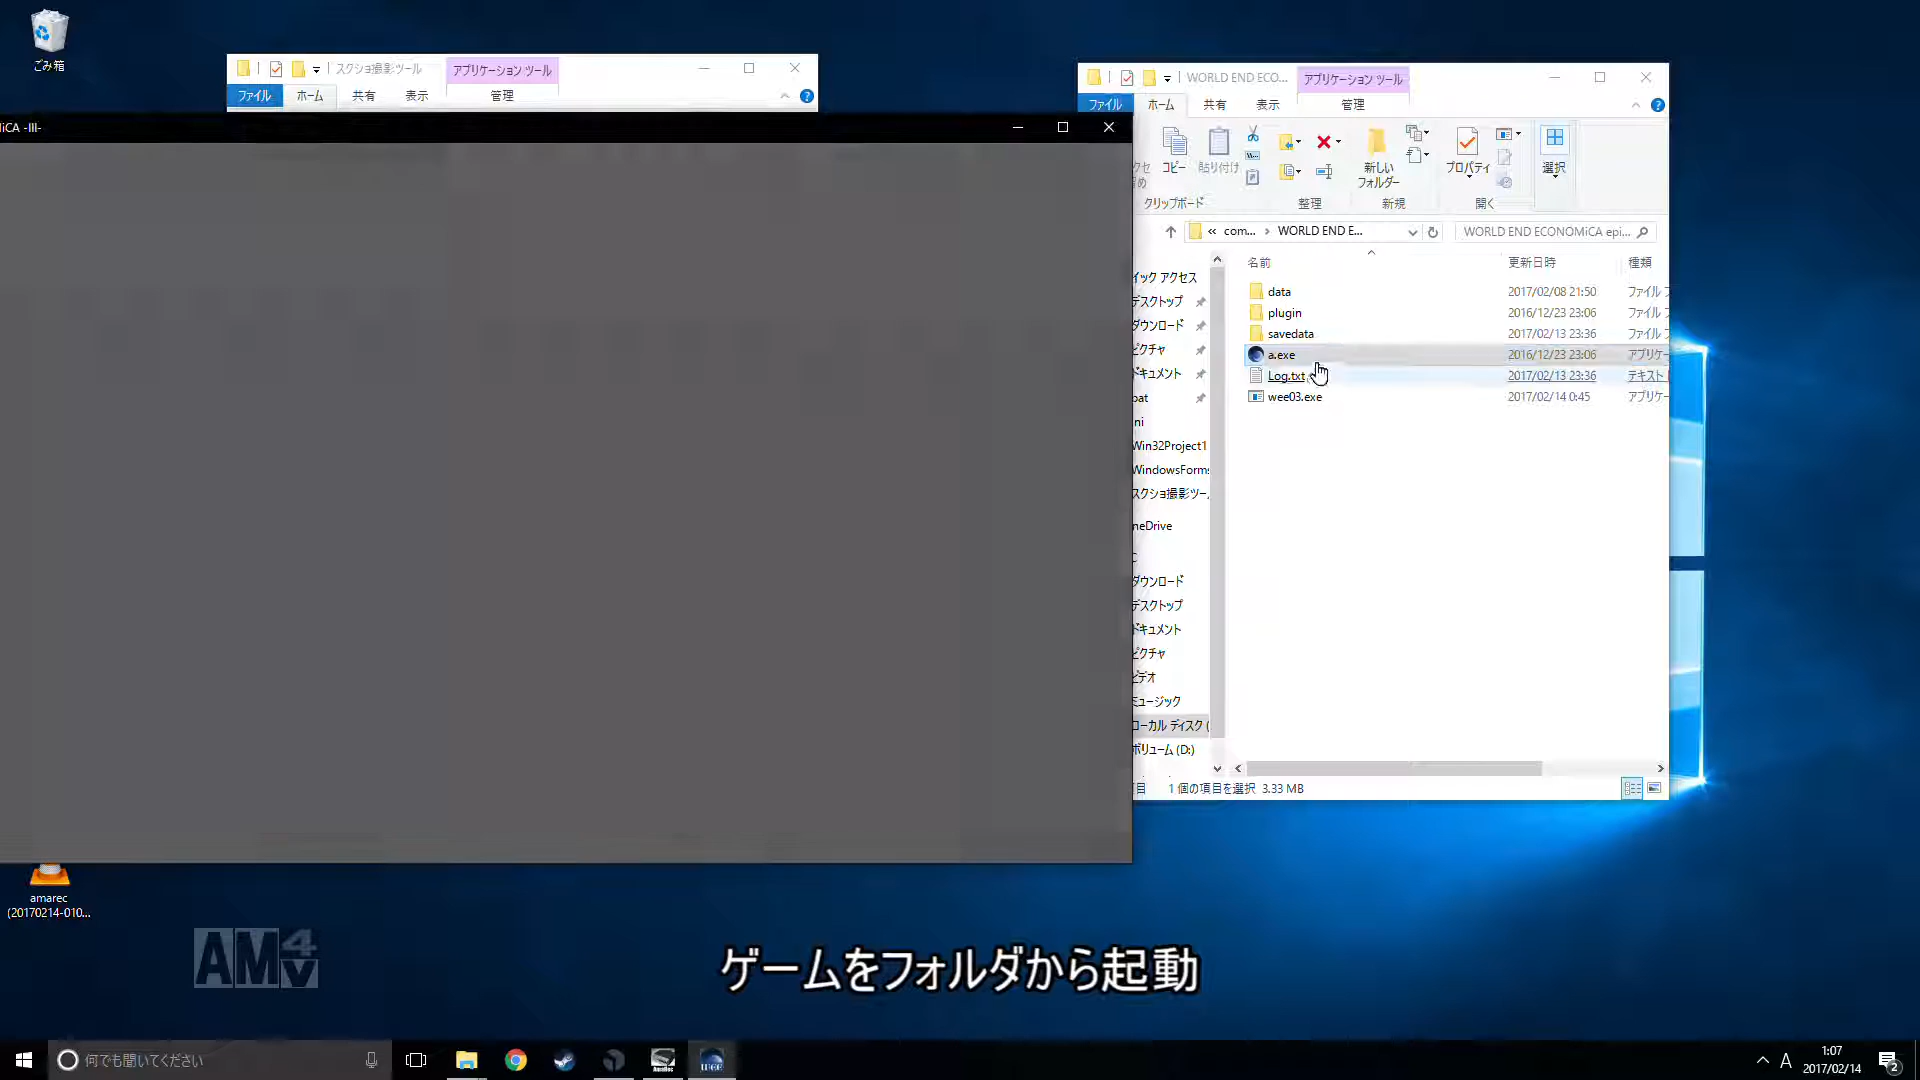 ごみ箱
スクショ撮影ツール
アプリケーション ツール
ファイル
ホーム
共有
表示
管理
iCA -III-
WORLD END ECO...
アプリケーション ツール
ファイル
ホーム
共有
表示
管理
コピー
貼り付け
新しい
フォルダー
プロパティ
選択
クリップボード
整理
新規
開く
« com... › WORLD END E...
WORLD END ECONOMiCA epi...
名前
更新日時
種類
data 2017/02/08 21:50 ファイル フ
plugin 2016/12/23 23:06 ファイル フ
savedata 2017/02/13 23:36 ファイル フ
a.exe 2016/12/23 23:06 アプリケー
Log.txt 2017/02/13 23:36 テキスト
wee03.exe 2017/02/14 0:45 アプリケー
イック アクセス
デスクトップ
ダウンロード
ピクチャ
ドキュメント
bat
ni
Win32Project1
WindowsForms
スクショ撮影ツー
neDrive
C
ダウンロード
デスクトップ
ドキュメント
ピクチャ
ビデオ
ミュージック
ローカル ディスク (
ボリューム (D:)
目 1 個の項目を選択 3.33 MB
amarec
(20170214-010...
AM4V
ゲームをフォルダから起動
何でも聞いてください
A
1:07
2017/02/14
2